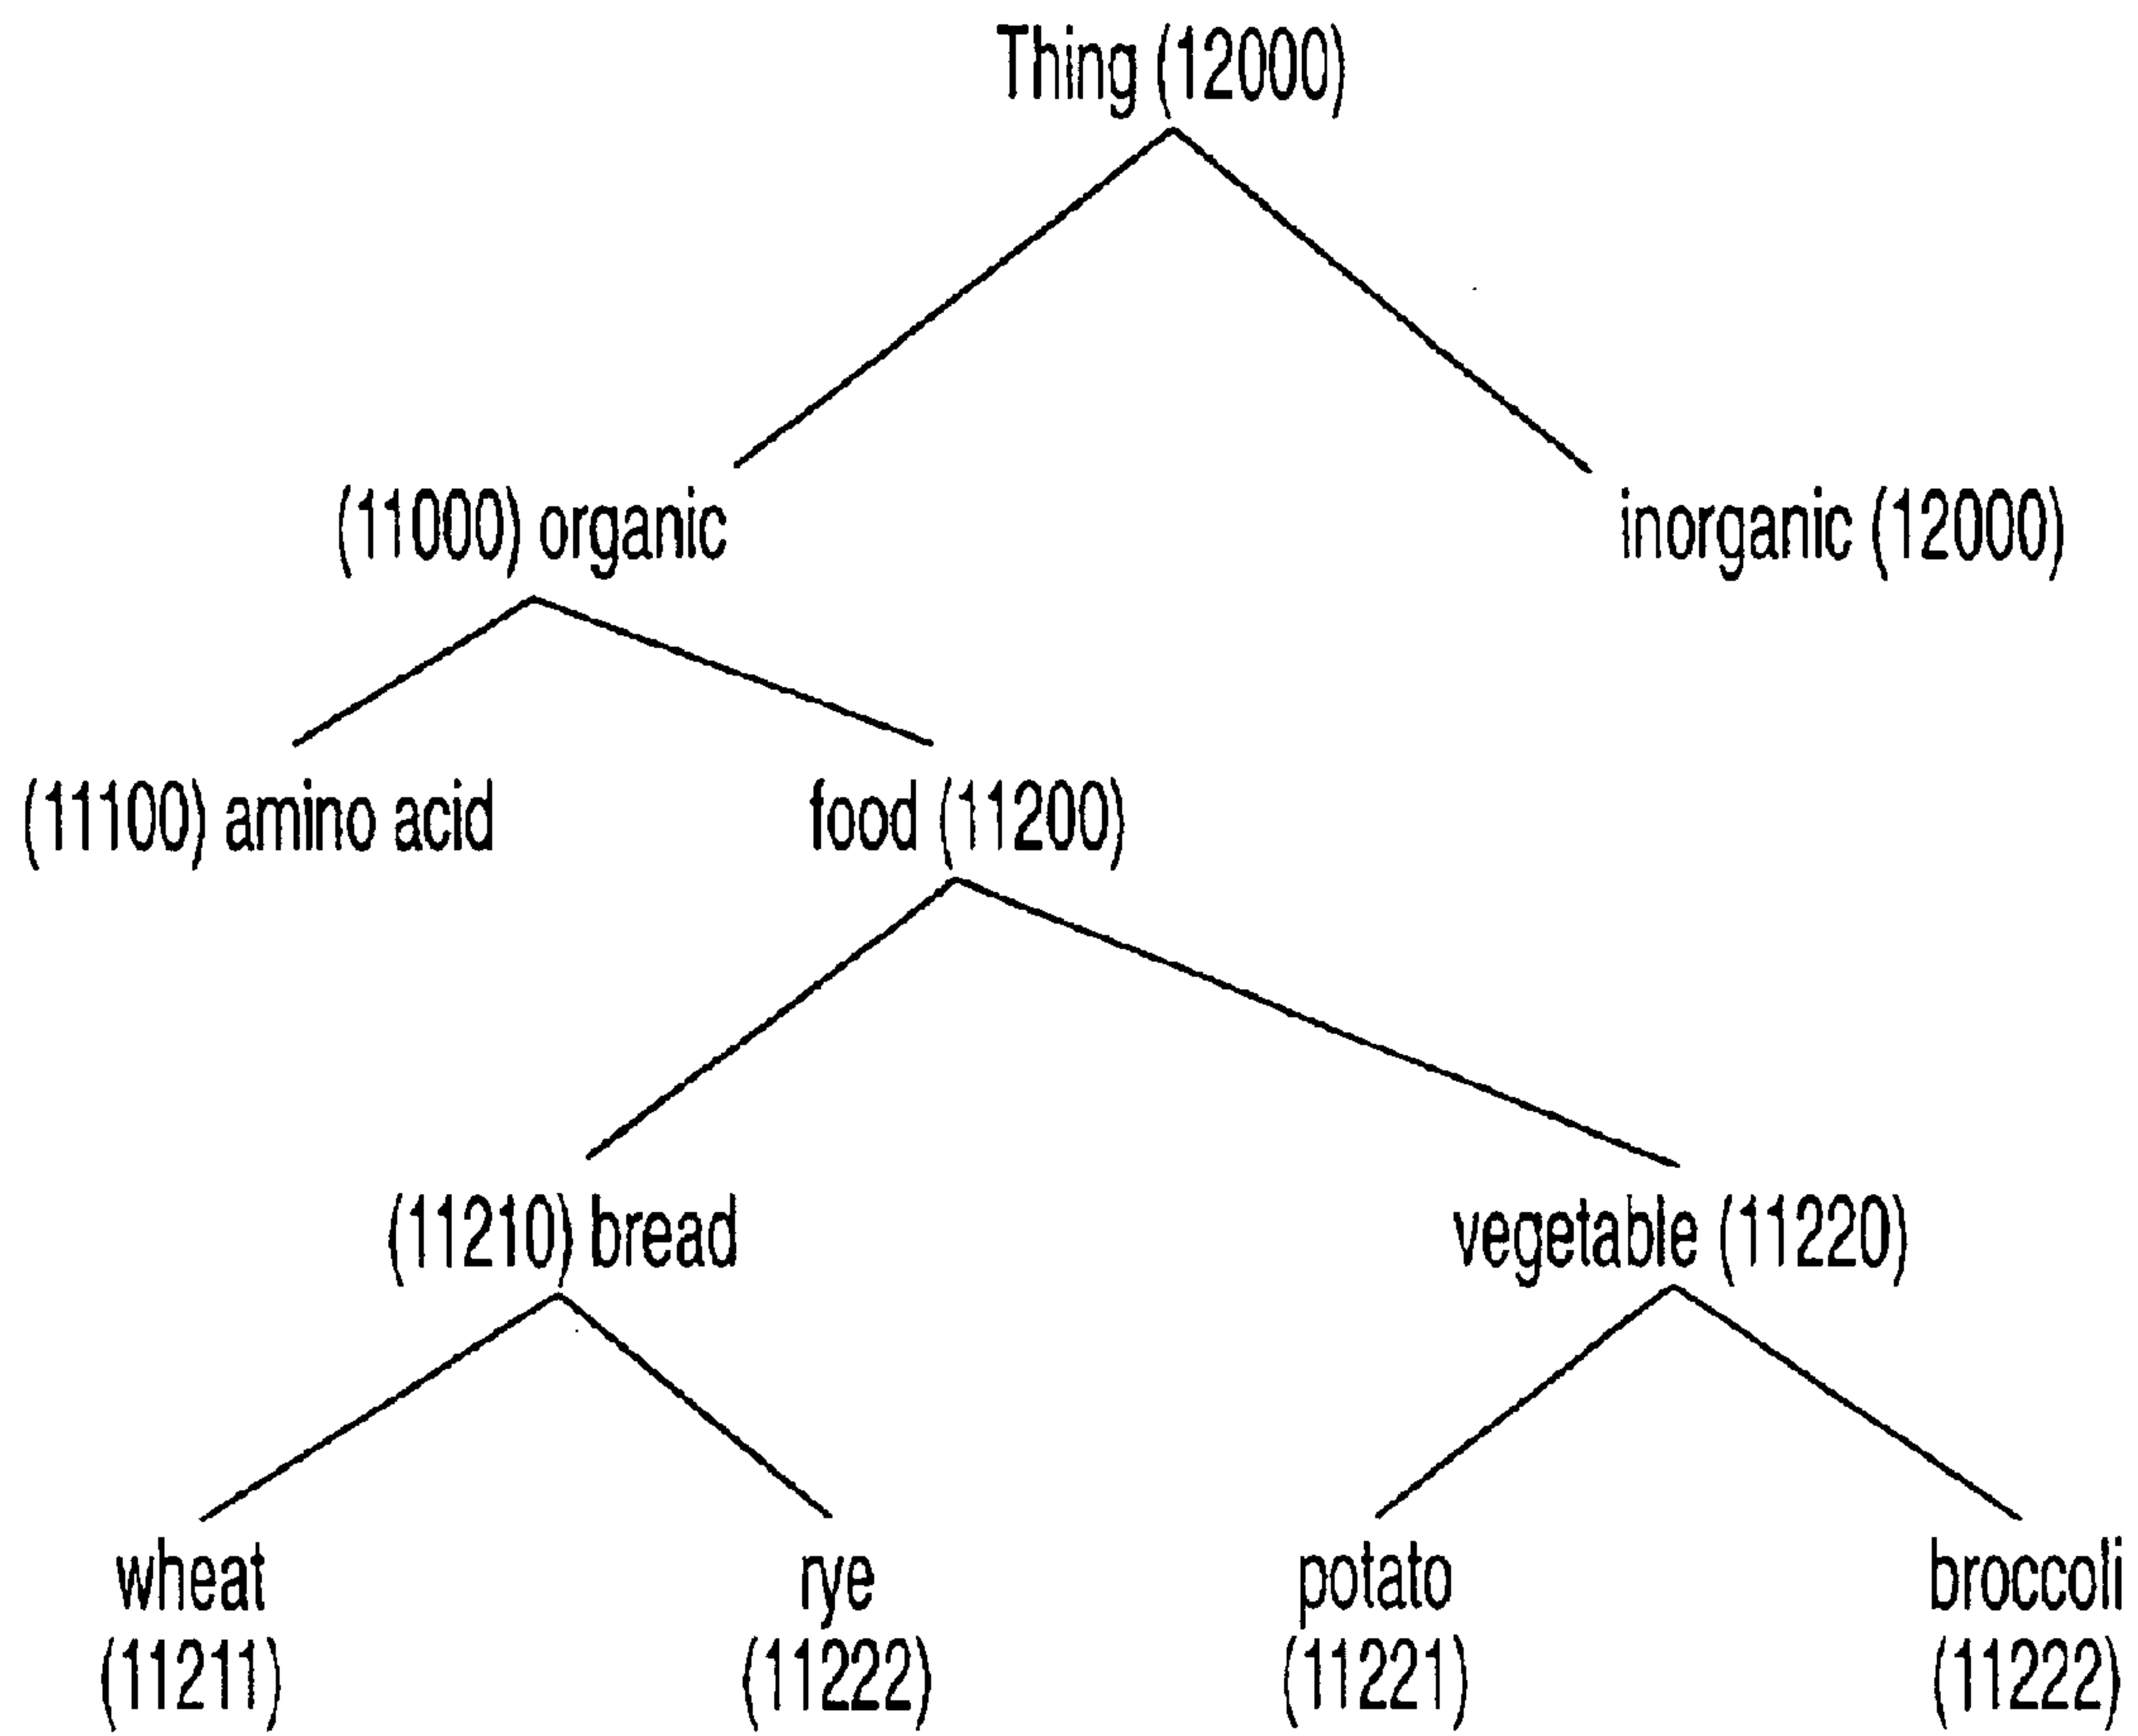 Thing (12000)
(11000) organic
inorganic (12000)
(11100) amino acid
food (11200)
(11210) bread
vegetable (11220)
wheat
(11211)
rye
(11222)
potato
(11221)
broccoli
(11222)